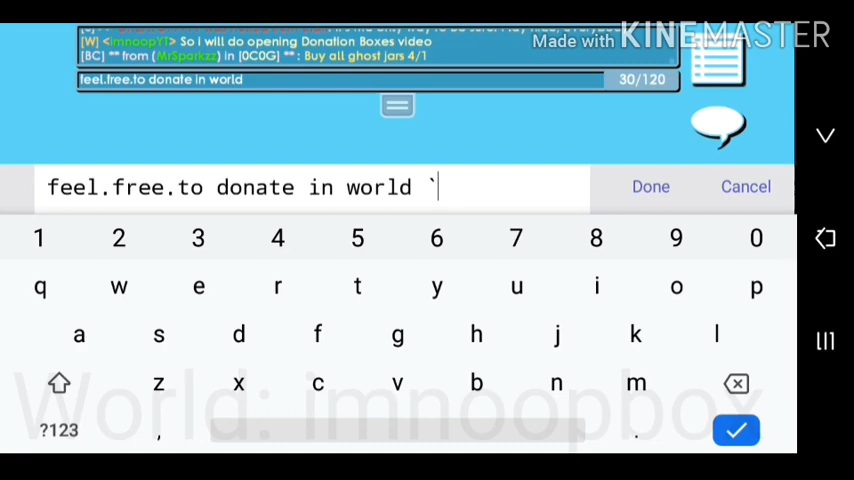 Made with KINEMASTER
[W] <imnoopYT> So i will do opening Donation Boxes video
[BC] ** from (MrSparkzz) in [0C0G] ** : Buy all ghost jars 4/1
feel.free.to donate in world 30/120
feel.free.to donate in world ` Done Cancel
1 2 3 4 5 6 7 8 9 0
q w e r t y u i o p
a s d f g h j k l
z x c v b n m
World: imnoopbox
?123 , .